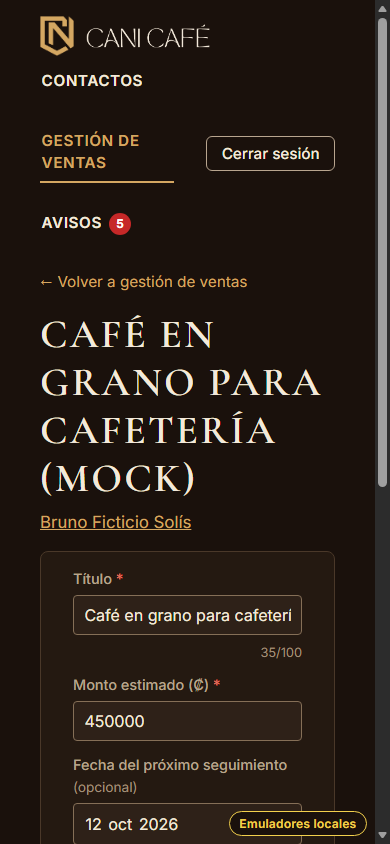 CANI CAFÉ
CONTACTOS
GESTIÓN DE
VENTAS
Cerrar sesión
AVISOS 5
← Volver a gestión de ventas
CAFÉ EN
GRANO PARA
CAFETERÍA
(MOCK)
Bruno Ficticio Solís
Título *
Café en grano para cafeterí
35/100
Monto estimado (₡) *
450000
Fecha del próximo seguimiento
(opcional)
12 oct 2026
Emuladores locales